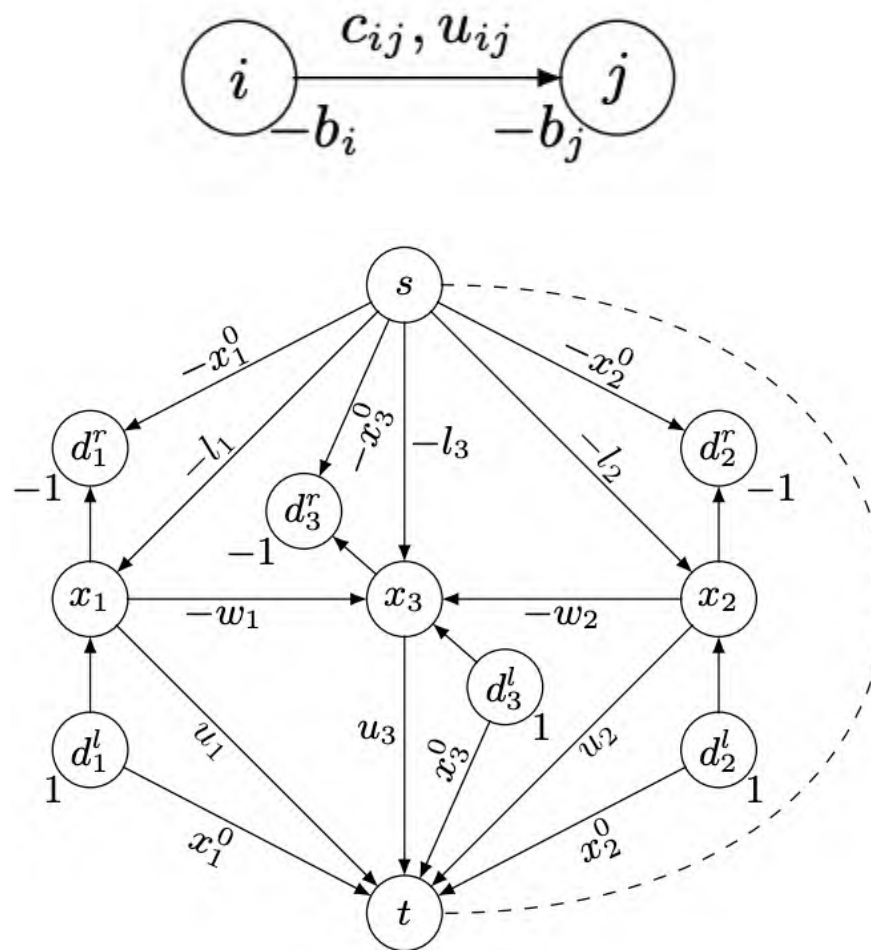 c_{ij}, u_{ij}
i j
-b_i -b_j
s
-x_1^0 -x_2^0
-l_1 -x_3^0 -l_3 -l_2
d_1^r d_2^r
-1 -1
d_3^r
-1
x_1 x_3 x_2
-w_1 -w_2
d_3^l
1
d_1^l d_2^l
1 1
u_1 u_3 x_3^0 u_2
x_1^0 x_2^0
t